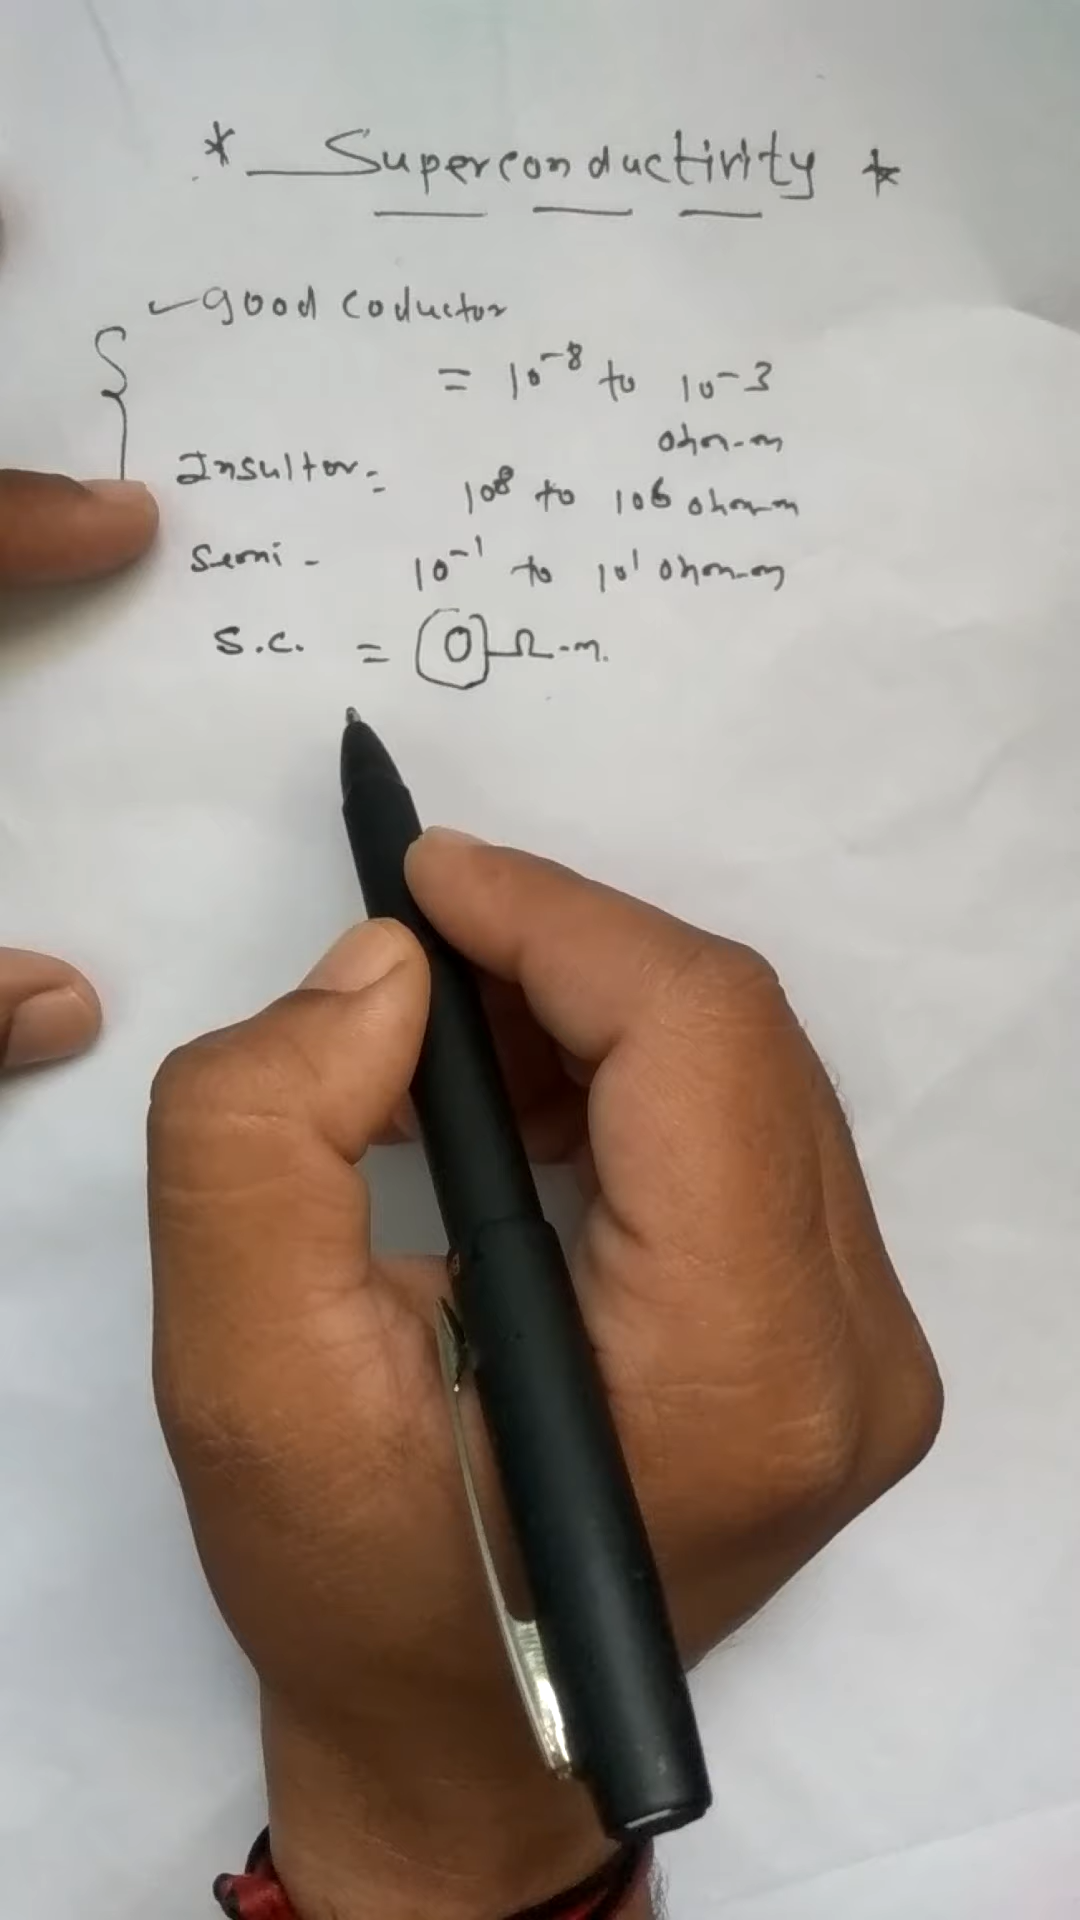 * Superconductivity *
good coductor
= 10⁻⁸ to 10⁻³
ohm-m
Insultor = 10⁸ to 10⁶ ohm-m
Semi - 10⁻¹ to 10¹ ohm-m
S.C. = 0 Ω-m.